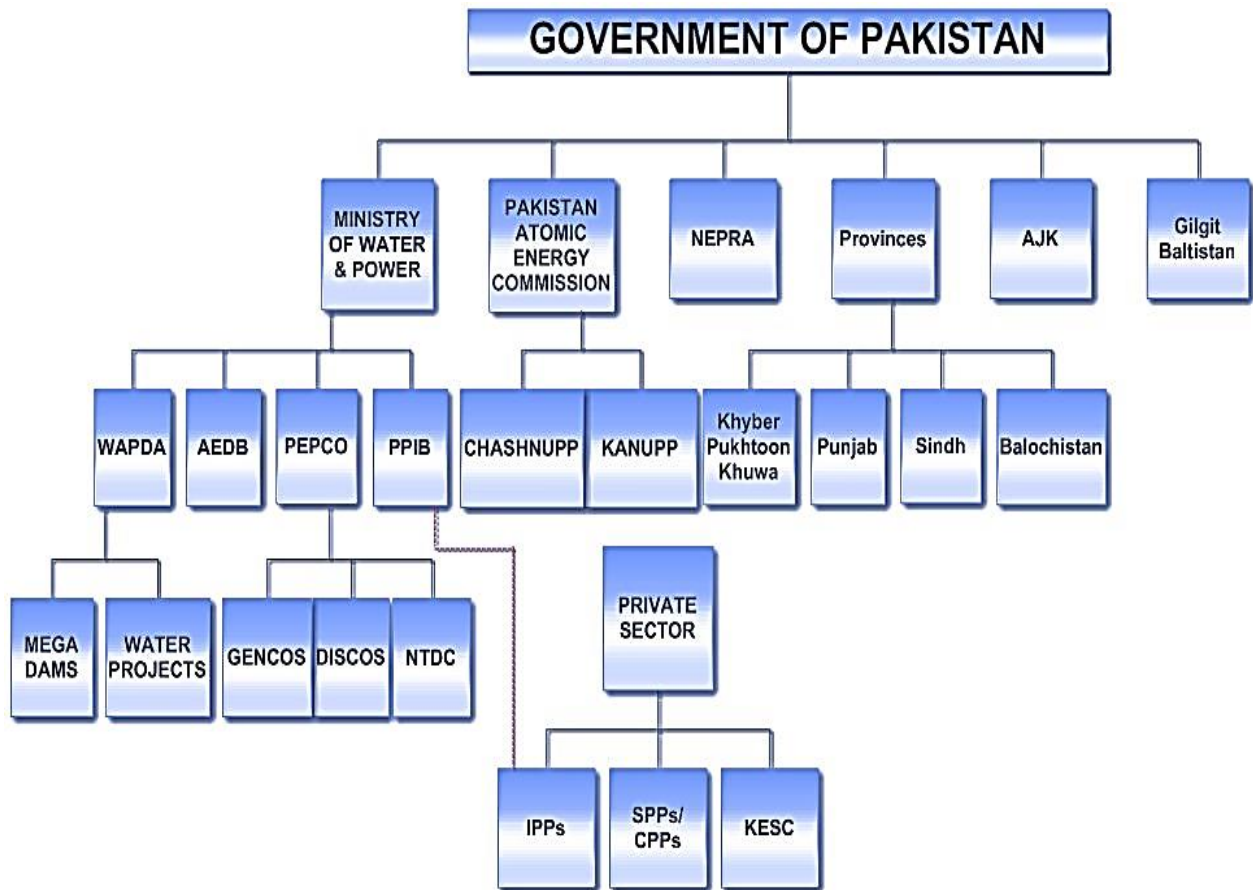 GOVERNMENT OF PAKISTAN
MINISTRY
OF WATER
& POWER
PAKISTAN
ATOMIC
ENERGY
COMMISSION
NEPRA
Provinces
AJK
Gilgit
Baltistan
WAPDA
AEDB
PEPCO
PPIB
CHASHNUPP
KANUPP
Khyber
Pukhtoon
Khuwa
Punjab
Sindh
Balochistan
MEGA
DAMS
WATER
PROJECTS
GENCOS
DISCOS
NTDC
PRIVATE
SECTOR
IPPs
SPPs/
CPPs
KESC